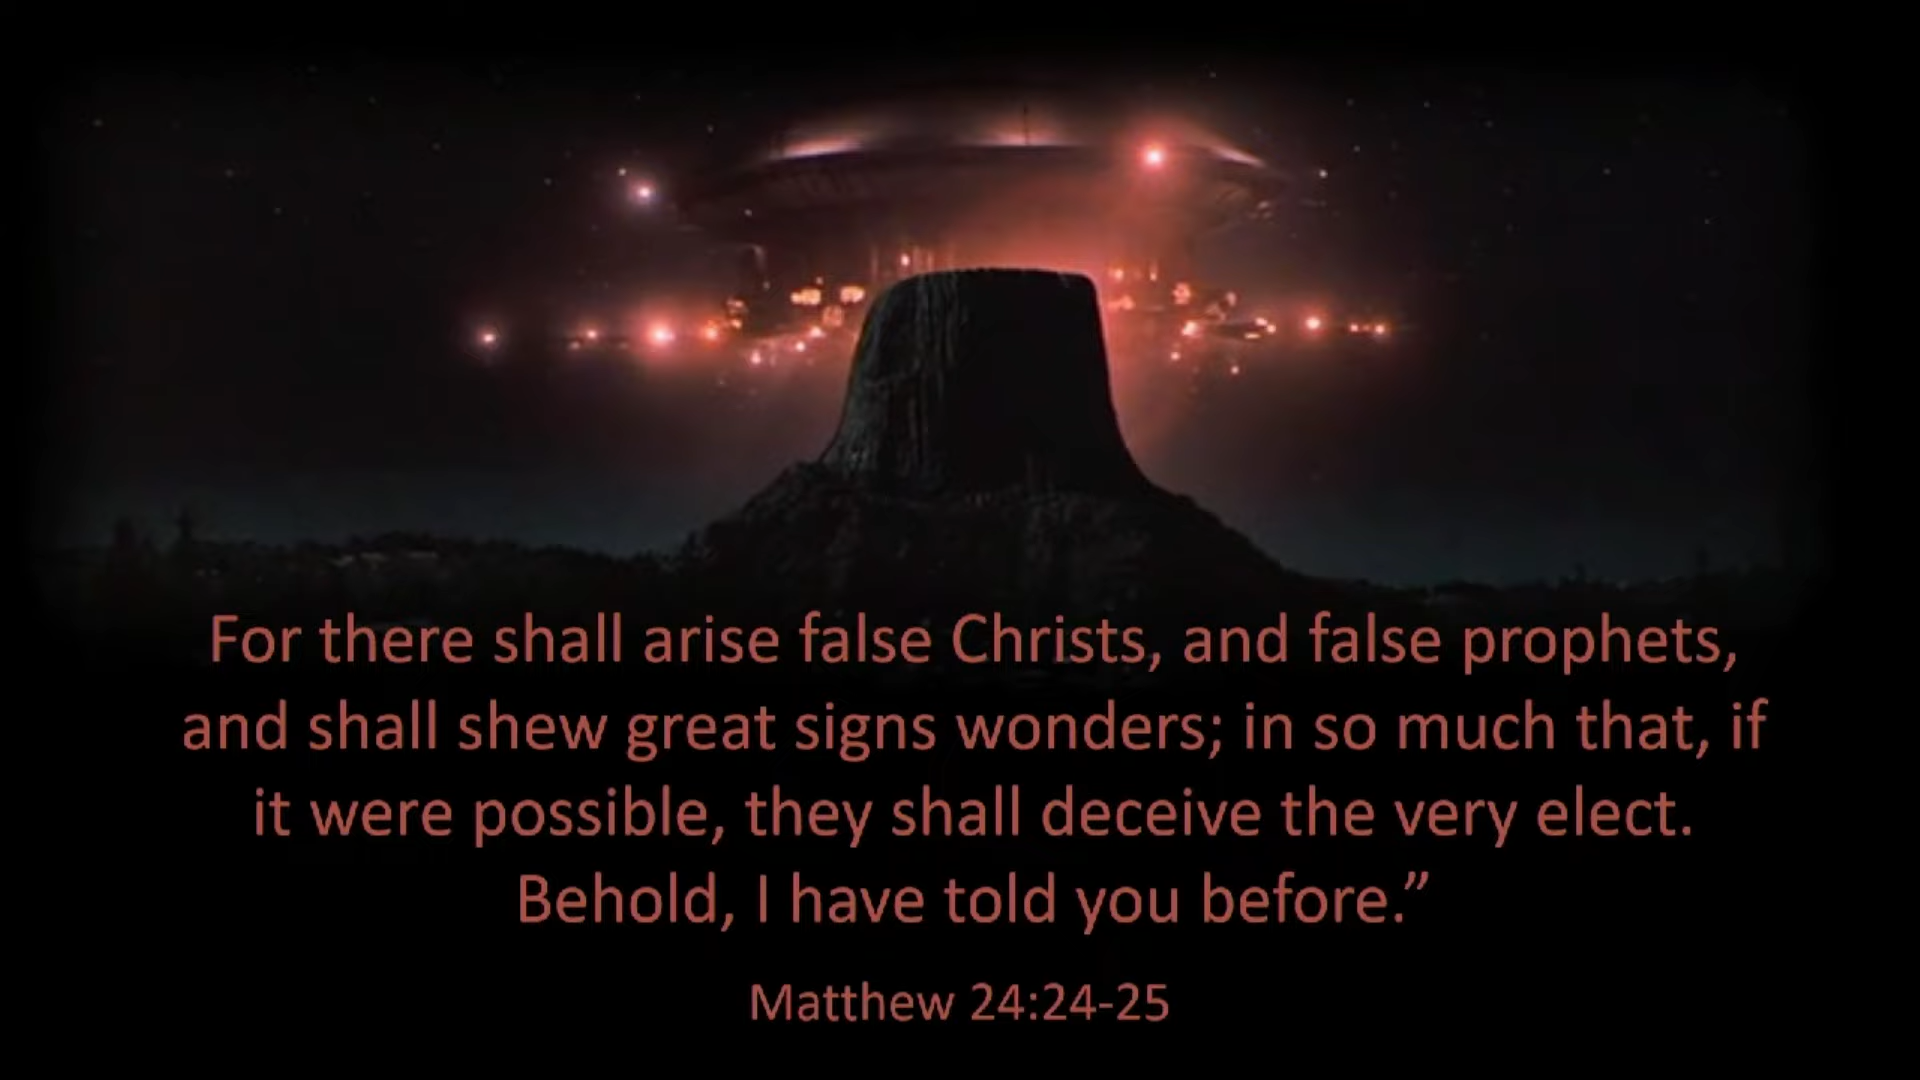 For there shall arise false Christs, and false prophets,
and shall shew great signs wonders; in so much that, if
it were possible, they shall deceive the very elect.
Behold, I have told you before.”
Matthew 24:24-25